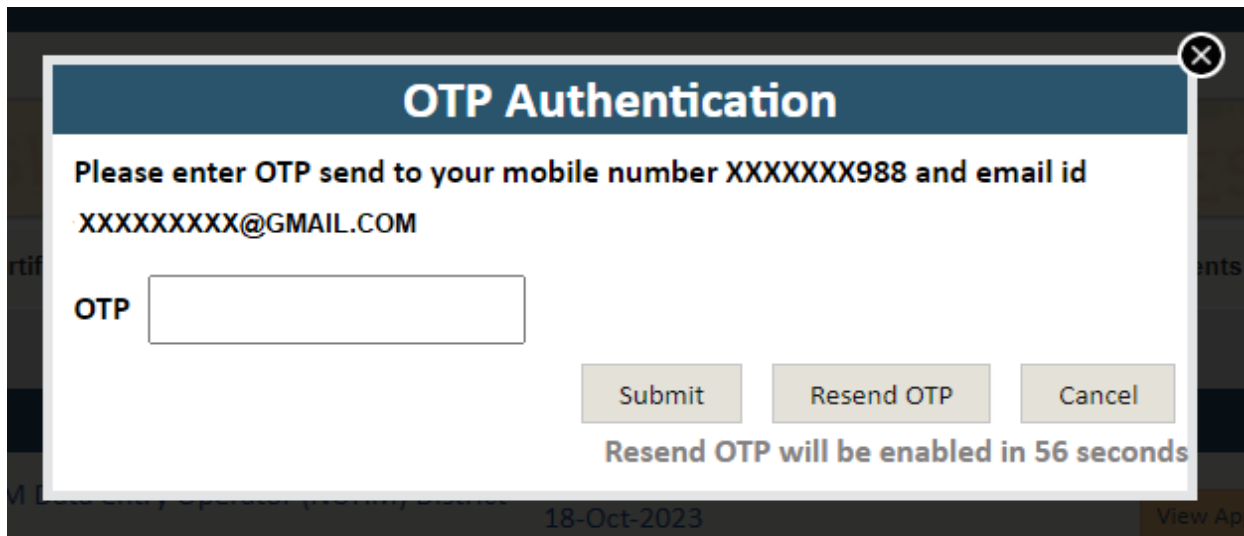 OTP Authentication
Please enter OTP send to your mobile number XXXXXXX988 and email id
XXXXXXXXX@GMAIL.COM
OTP
Submit Resend OTP Cancel
Resend OTP will be enabled in 56 seconds
18-Oct-2023
View